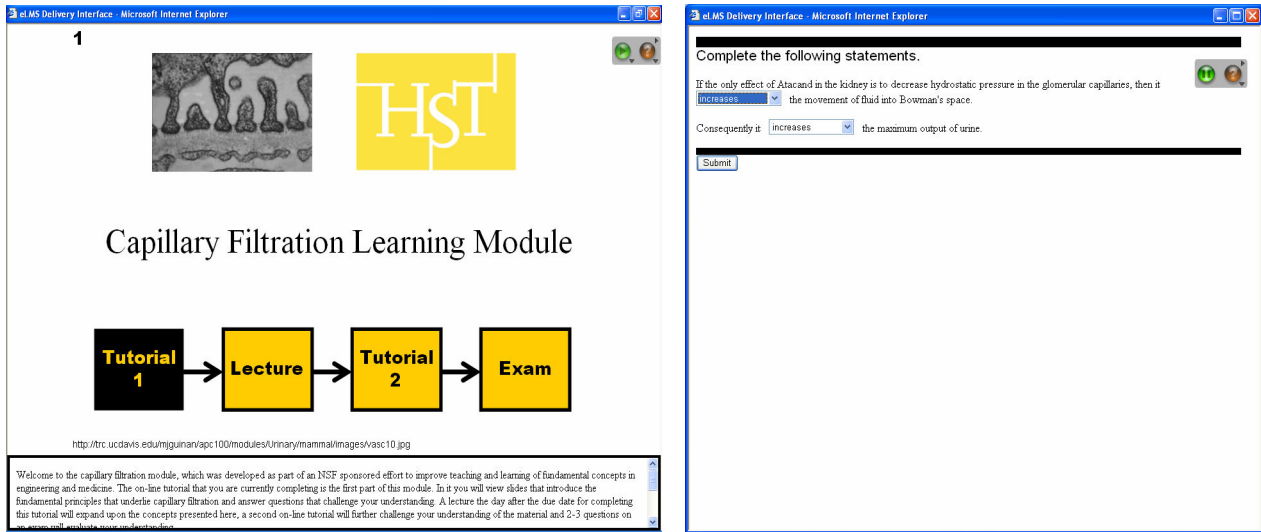 eLMS Delivery Interface - Microsoft Internet Explorer
1
HST
Capillary Filtration Learning Module
Tutorial
1
Lecture
Tutorial
2
Exam
http://trc.ucdavis.edu/mjguinan/apc100/modules/Urinary/mammal/images/vasc10.jpg
Welcome to the capillary filtration module, which was developed as part of an NSF sponsored effort to improve teaching and learning of fundamental concepts in
engineering and medicine. The on-line tutorial that you are currently completing is the first part of this module. In it you will view slides that introduce the
fundamental principles that underlie capillary filtration and answer questions that challenge your understanding. A lecture the day after the due date for completing
this tutorial will expand upon the concepts presented here, a second on-line tutorial will further challenge your understanding of the material and 2-3 questions on
an exam will evaluate your understanding.
eLMS Delivery Interface - Microsoft Internet Explorer
Complete the following statements.
If the only effect of Atacand in the kidney is to decrease hydrostatic pressure in the glomerular capillaries, then it
increases the movement of fluid into Bowman's space.
Consequently it increases the maximum output of urine.
Submit